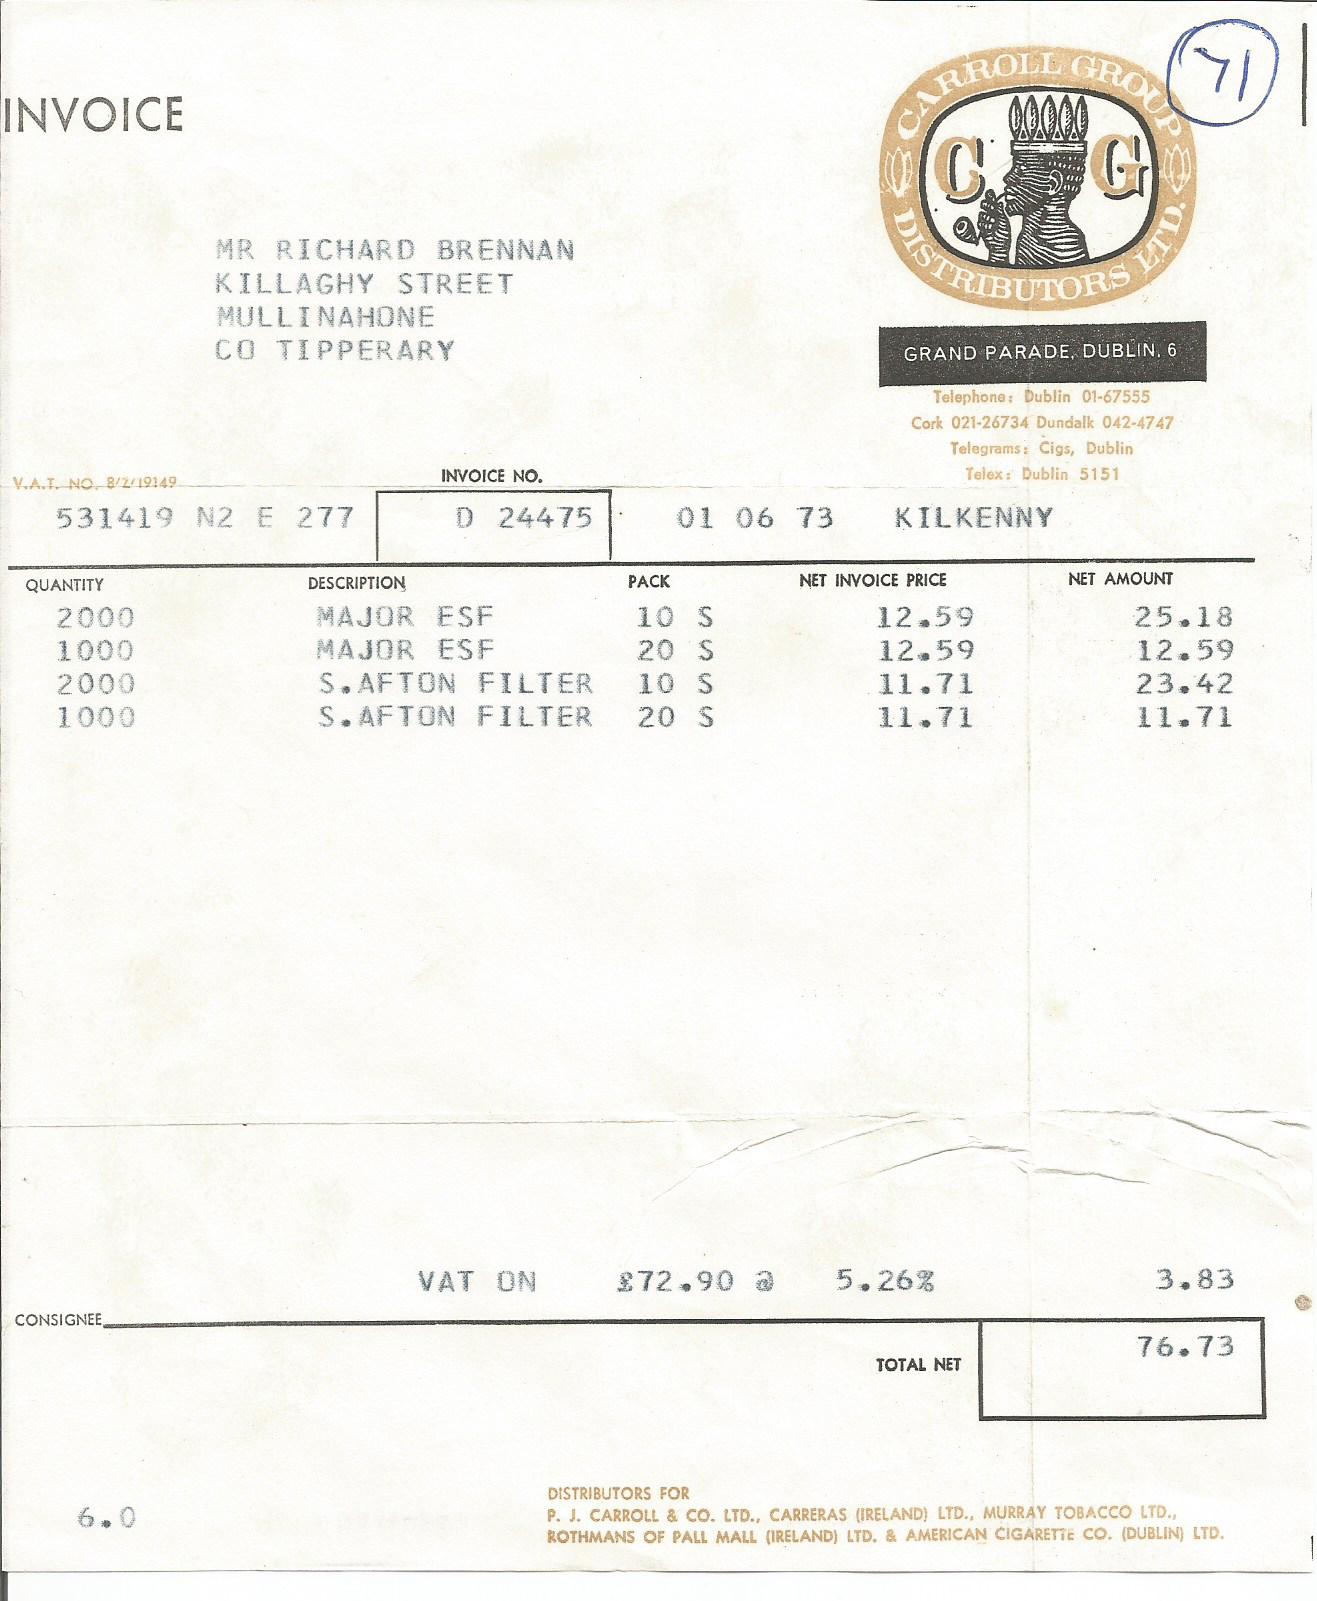 71
INVOICE
CARROLL GROUP
DISTRIBUTORS LTD.
C G
GRAND PARADE, DUBLIN, 6
Telephone: Dublin 01-67555
Cork 021-26734 Dundalk 042-4747
Telegrams: Cigs, Dublin
Telex: Dublin 5151
MR RICHARD BRENNAN
KILLAGHY STREET
MULLINAHONE
CO TIPPERARY
V.A.T. NO. 8/2/19149
INVOICE NO.
531419 N2 E 277 D 24475 01 06 73 KILKENNY
QUANTITY DESCRIPTION PACK NET INVOICE PRICE NET AMOUNT
2000 MAJOR ESF 10 S 12.59 25.18
1000 MAJOR ESF 20 S 12.59 12.59
2000 S.AFTON FILTER 10 S 11.71 23.42
1000 S.AFTON FILTER 20 S 11.71 11.71
VAT ON £72.90 @ 5.26% 3.83
CONSIGNEE
TOTAL NET 76.73
6.0
DISTRIBUTORS FOR
P. J. CARROLL & CO. LTD., CARRERAS (IRELAND) LTD., MURRAY TOBACCO LTD.,
ROTHMANS OF PALL MALL (IRELAND) LTD. & AMERICAN CIGARETTE CO. (DUBLIN) LTD.